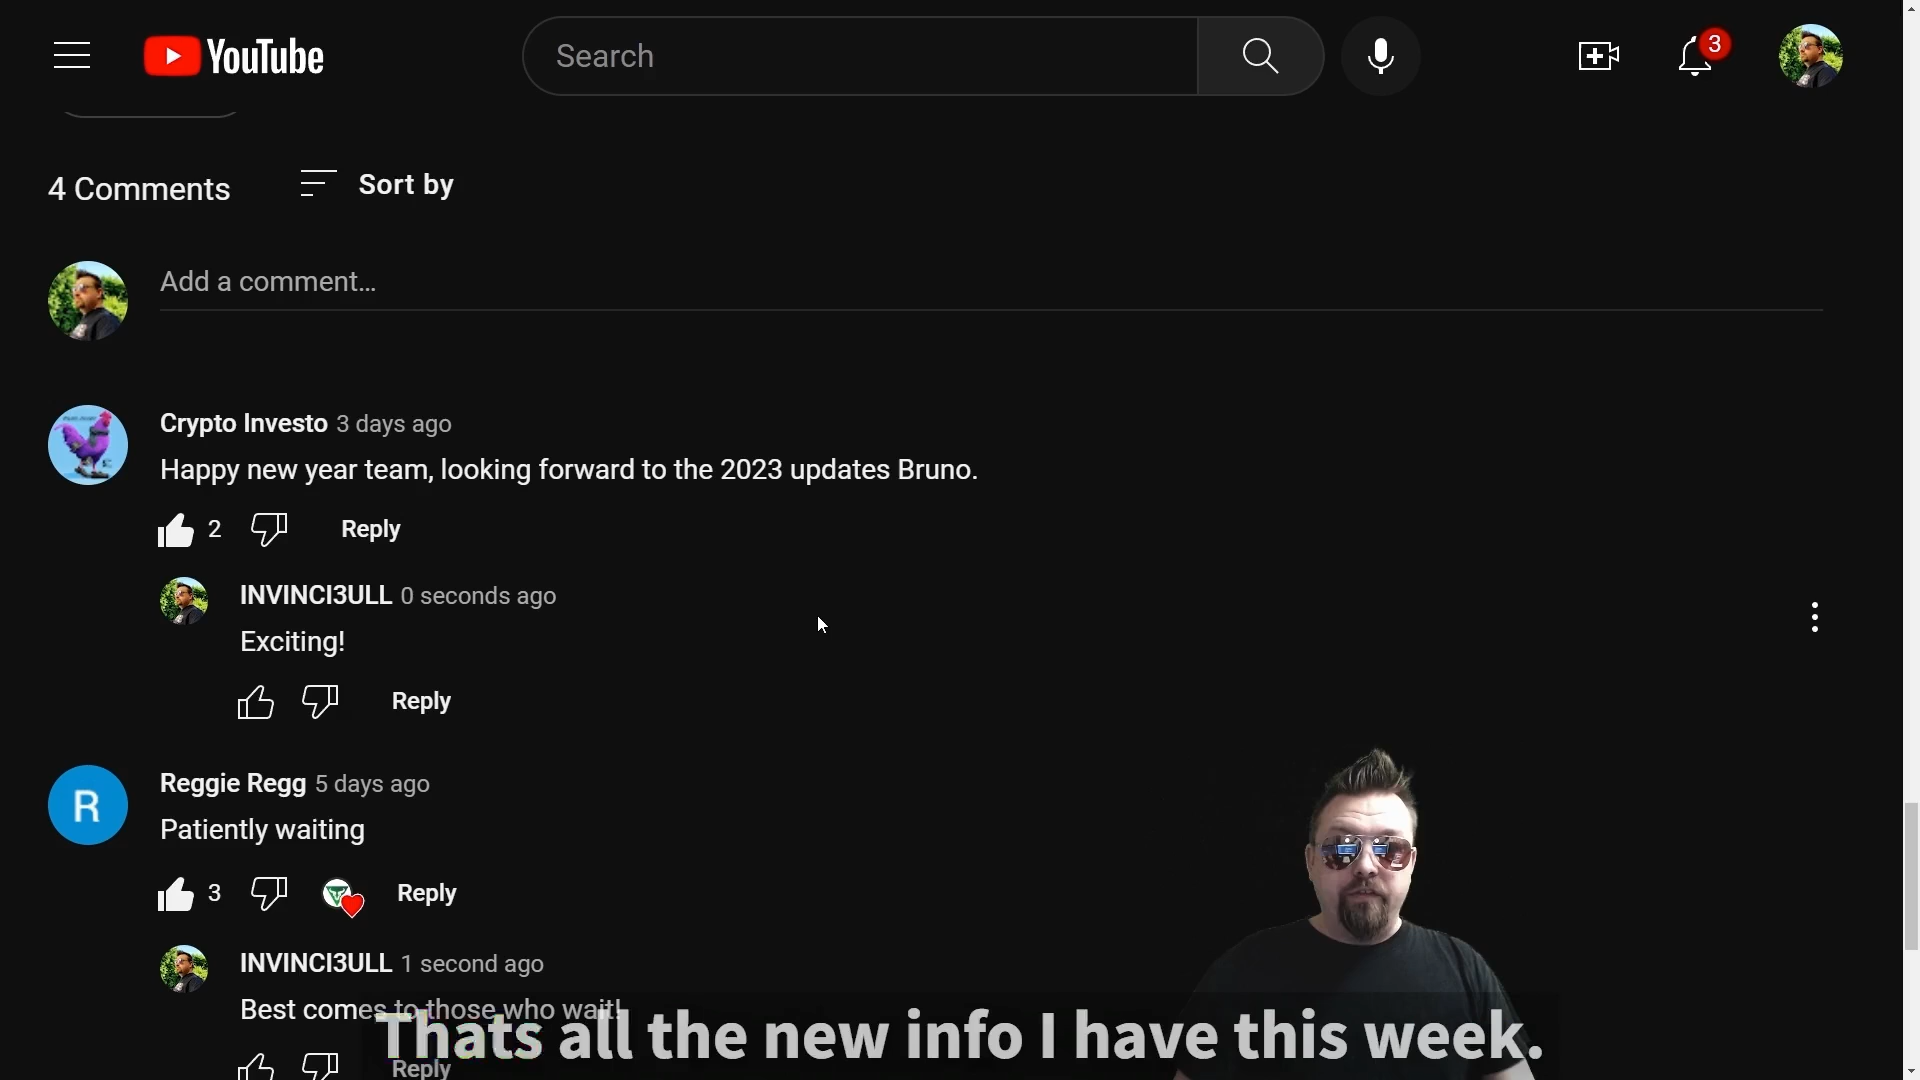 YouTube
Search
3
4 Comments
Sort by
Add a comment...
Crypto Investo 3 days ago
Happy new year team, looking forward to the 2023 updates Bruno.
2
Reply
INVINCI3ULL 0 seconds ago
Exciting!
Reply
R
Reggie Regg 5 days ago
Patiently waiting
3
Reply
INVINCI3ULL 1 second ago
Best comes to those who wait!
Thats all the new info I have this week.
Reply